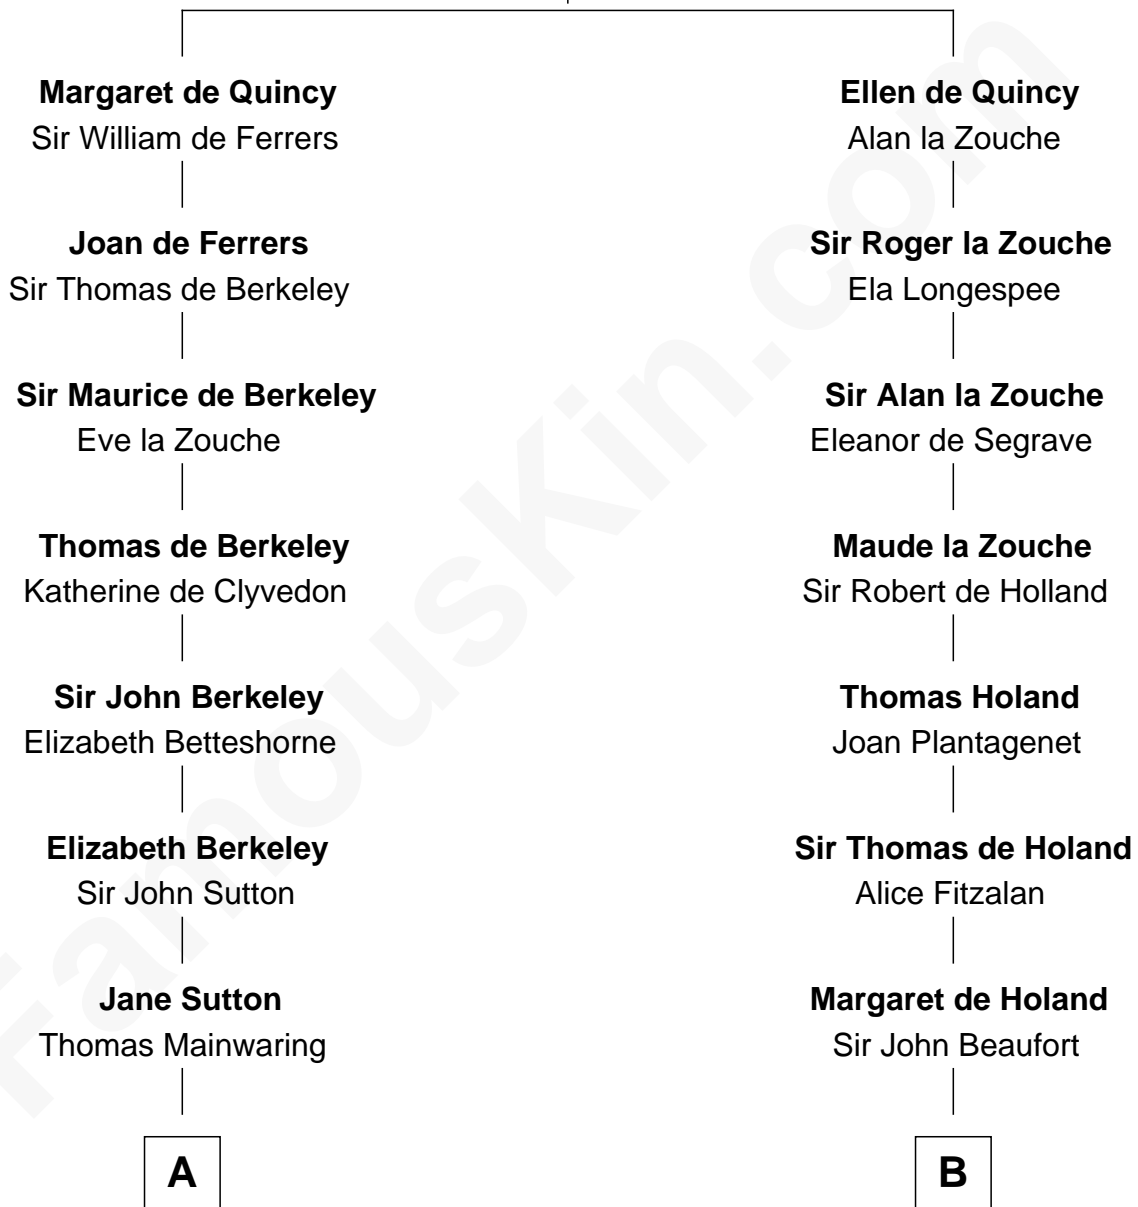 Margaret de Quincy
Sir William de Ferrers
Joan de Ferrers
Sir Thomas de Berkeley
Sir Maurice de Berkeley
Eve la Zouche
Thomas de Berkeley
Katherine de Clyvedon
Sir John Berkeley
Elizabeth Betteshorne
Elizabeth Berkeley
Sir John Sutton
Jane Sutton
Thomas Mainwaring
A
Ellen de Quincy
Alan la Zouche
Sir Roger la Zouche
Ela Longespee
Sir Alan la Zouche
Eleanor de Segrave
Maude la Zouche
Sir Robert de Holland
Thomas Holand
Joan Plantagenet
Sir Thomas de Holand
Alice Fitzalan
Margaret de Holand
Sir John Beaufort
B
FamousKin.com